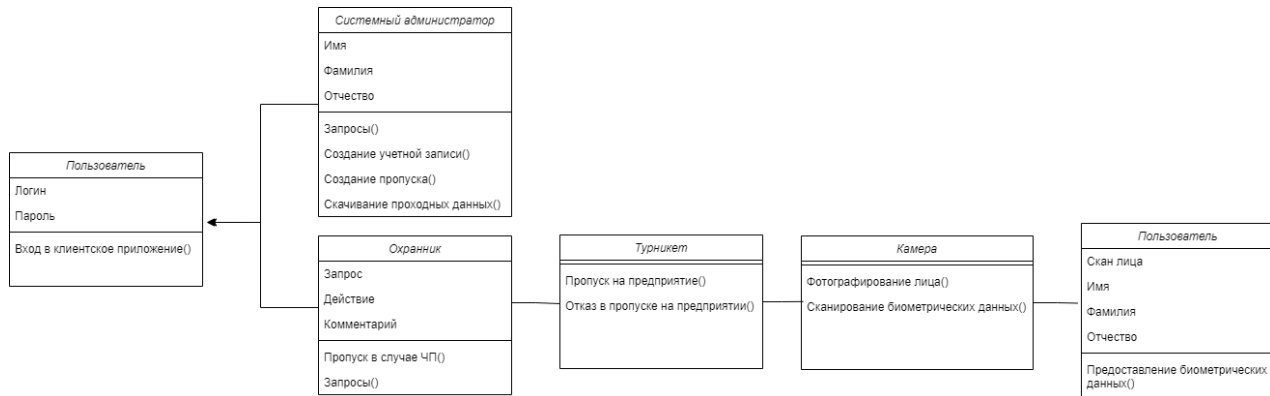 Системный администратор
Имя
Фамилия
Отчество
Запросы()
Создание учетной записи()
Создание пропуска()
Скачивание проходных данных()
Пользователь
Логин
Пароль
Вход в клиентское приложение()
Охранник
Запрос
Действие
Комментарий
Пропуск в случае ЧП()
Запросы()
Турникет
Пропуск на предприятие()
Отказ в пропуске на предприятии()
Камера
Фотографирование лица()
Сканирование биометрических данных()
Пользователь
Скан лица
Имя
Фамилия
Отчество
Предоставление биометрических
данных()